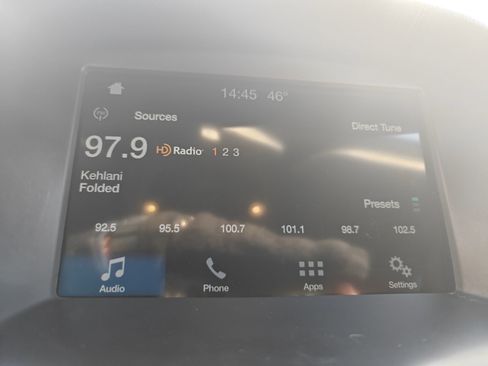 14:45 46°
Sources
Direct Tune
97.9 HD Radio 1 2 3
Kehlani
Folded
Presets
92.5 95.5 100.7 101.1 98.7 102.5
Audio Phone Apps Settings